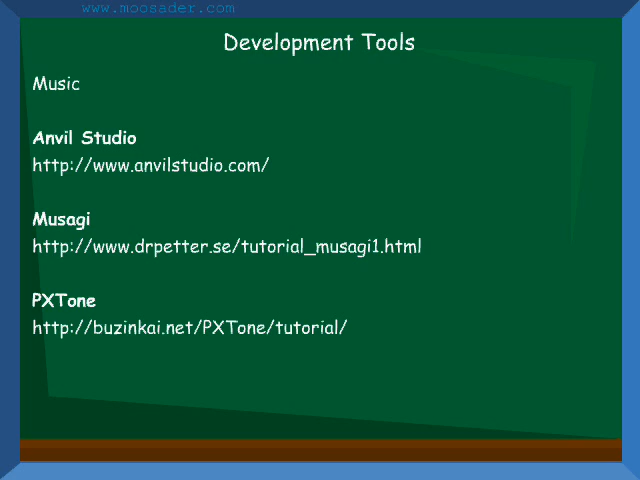 www.moosader.com
Development Tools
Music
Anvil Studio
http://www.anvilstudio.com/
Musagi
http://www.drpetter.se/tutorial_musagi1.html
PXTone
http://buzinkai.net/PXTone/tutorial/